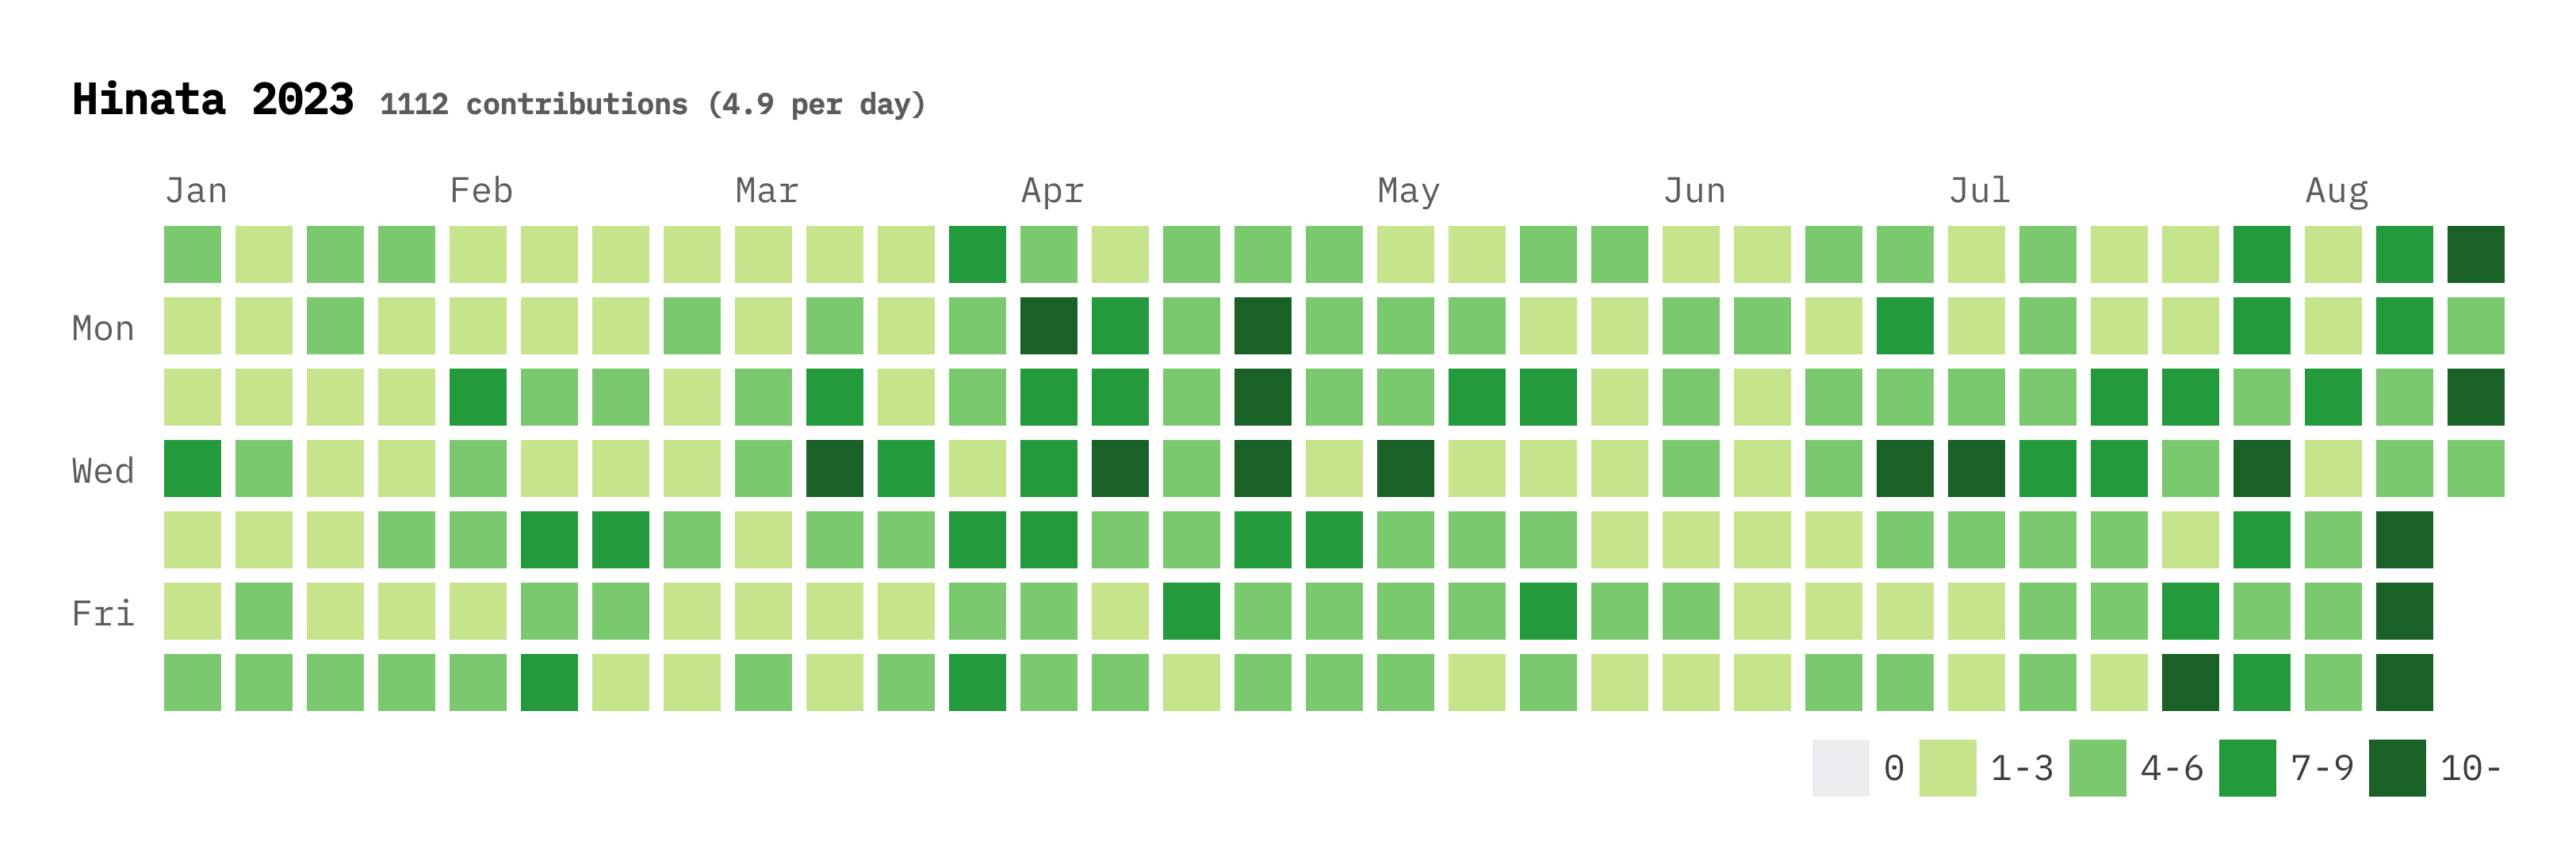 Hinata 2023 1112 contributions (4.9 per day)
Jan Feb Mar Apr May Jun Jul Aug
Mon
Wed
Fri
0 1-3 4-6 7-9 10-